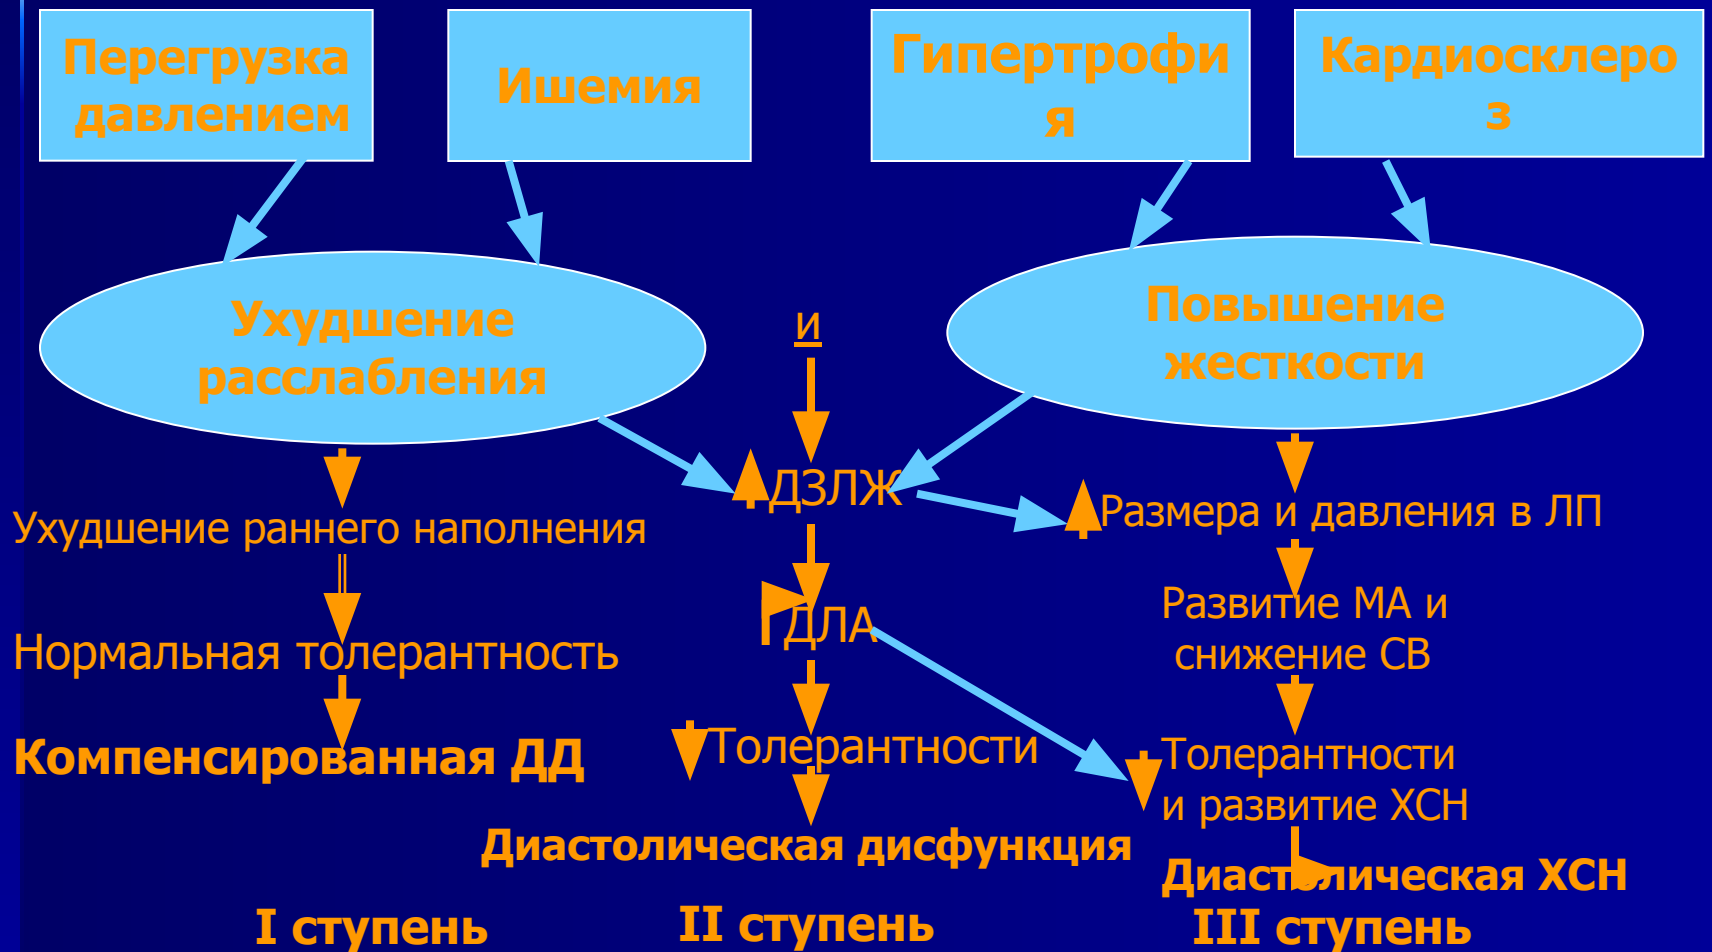 Перегрузка
давлением
Ишемия
Гипертрофи
я
Кардиосклеро
з
Ухудшение
расслабления
и
Повышение
жесткости
ДЗЛЖ
Размера и давления в ЛП
Ухудшение раннего наполнения
ДЛА
Развитие МА и
снижение СВ
Нормальная толерантность
Толерантности
Толерантности
и развитие ХСН
Компенсированная ДД
Диастолическая дисфункция
Диастолическая ХСН
I ступень
II ступень
III ступень